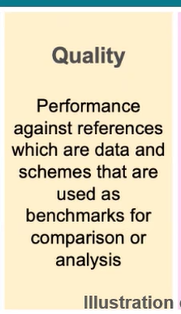 Quality
Performance
against references
which are data and
schemes that are
used as
benchmarks for
comparison or
analysis
Illustration